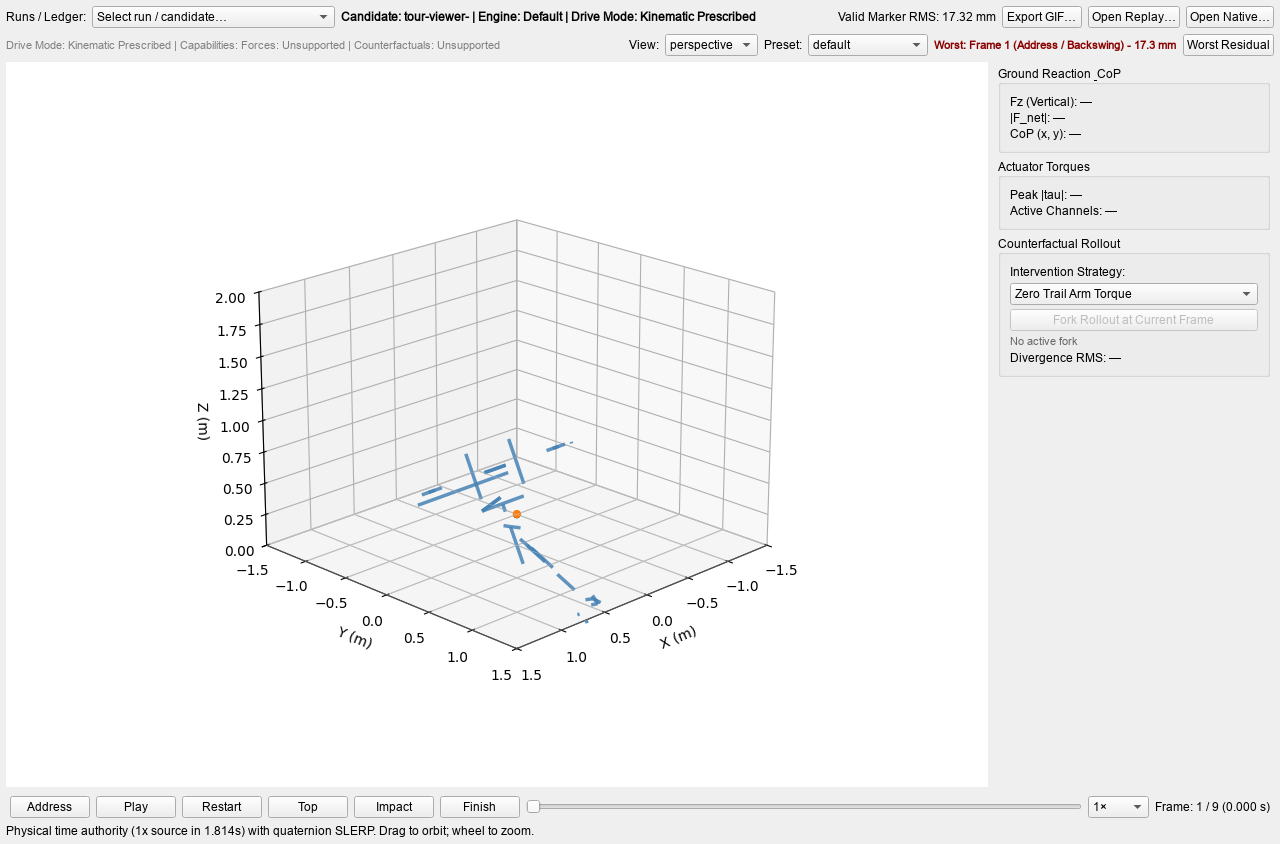 Runs / Ledger: Select run / candidate... Candidate: tour-viewer- | Engine: Default | Drive Mode: Kinematic Prescribed Valid Marker RMS: 17.32 mm Export GIF... Open Replay... Open Native...
Drive Mode: Kinematic Prescribed | Capabilities: Forces: Unsupported | Counterfactuals: Unsupported View: perspective Preset: default Worst: Frame 1 (Address / Backswing) - 17.3 mm Worst Residual
Ground Reaction _CoP
Fz (Vertical): —
|F_net|: —
CoP (x, y): —
Actuator Torques
Peak |tau|: —
Active Channels: —
Counterfactual Rollout
Intervention Strategy:
Zero Trail Arm Torque
Fork Rollout at Current Frame
No active fork
Divergence RMS: —
2.00
1.75
1.50
1.25
1.00
0.75
0.50
0.25
0.00
Z (m)
−1.5
−1.0
−0.5
0.0
0.5
1.0
1.5
Y (m)
1.5
1.0
0.5
0.0
−0.5
−1.0
−1.5
X (m)
Address Play Restart Top Impact Finish 1× Frame: 1 / 9 (0.000 s)
Physical time authority (1x source in 1.814s) with quaternion SLERP. Drag to orbit; wheel to zoom.